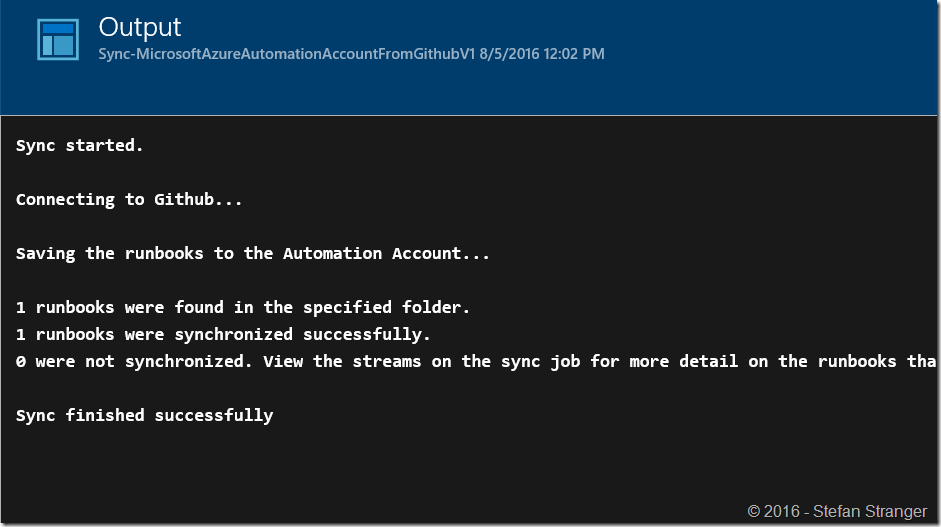 Output
Sync-MicrosoftAzureAutomationAccountFromGithubV1 8/5/2016 12:02 PM
Sync started.
Connecting to Github...
Saving the runbooks to the Automation Account...
1 runbooks were found in the specified folder.
1 runbooks were synchronized successfully.
0 were not synchronized. View the streams on the sync job for more detail on the runbooks tha
Sync finished successfully
© 2016 - Stefan Stranger